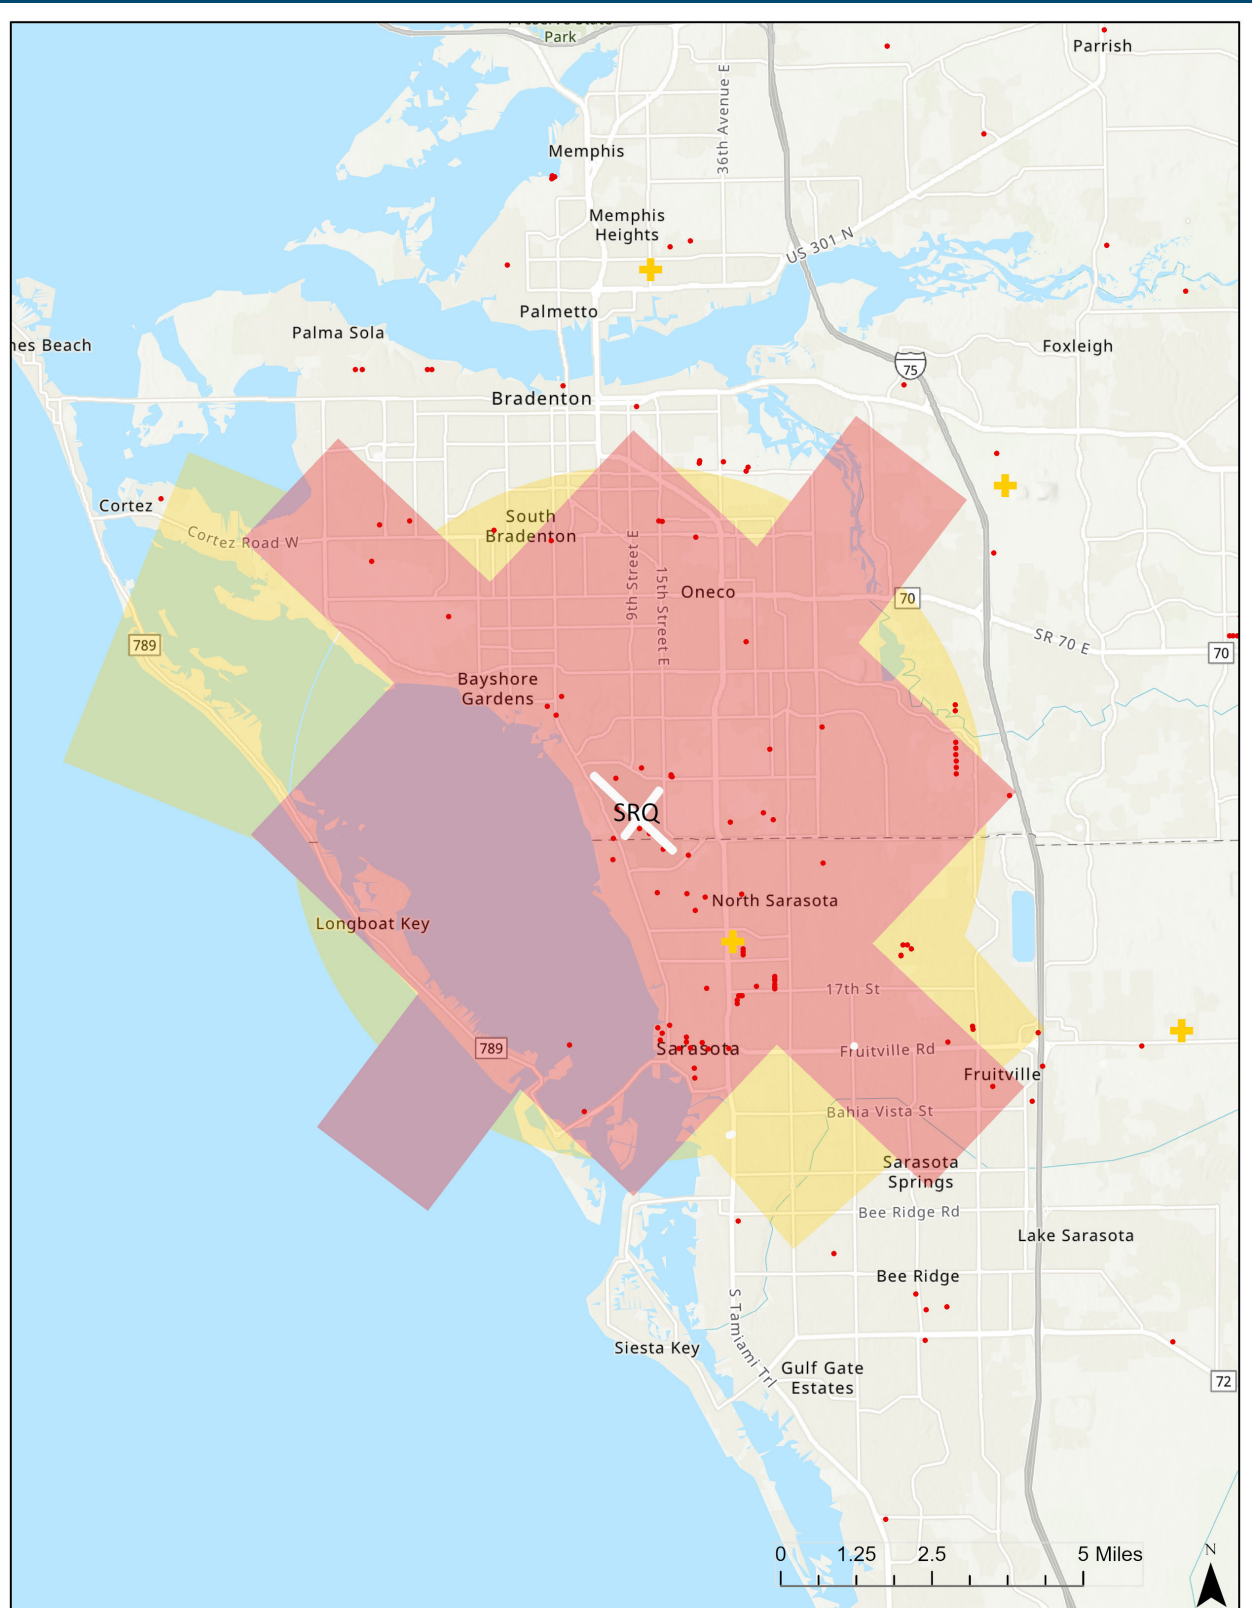 Preserve State
Park
Parrish
36th Avenue E
Memphis
Memphis
Heights
US 301 N
Palmetto
Palma Sola
nes Beach
Foxleigh
75
Bradenton
Cortez
South
Bradenton
Cortez Road W
9th Street E
15th Street E
Oneco
70
SR 70 E
789
70
Bayshore
Gardens
SRQ
North Sarasota
Longboat Key
17th St
789
Sarasota
Fruitville Rd
Fruitville
Bahia Vista St
Sarasota
Springs
Bee Ridge Rd
Lake Sarasota
Bee Ridge
S Tamiami Trl
Siesta Key
Gulf Gate
Estates
72
0 1.25 2.5 5 Miles
N